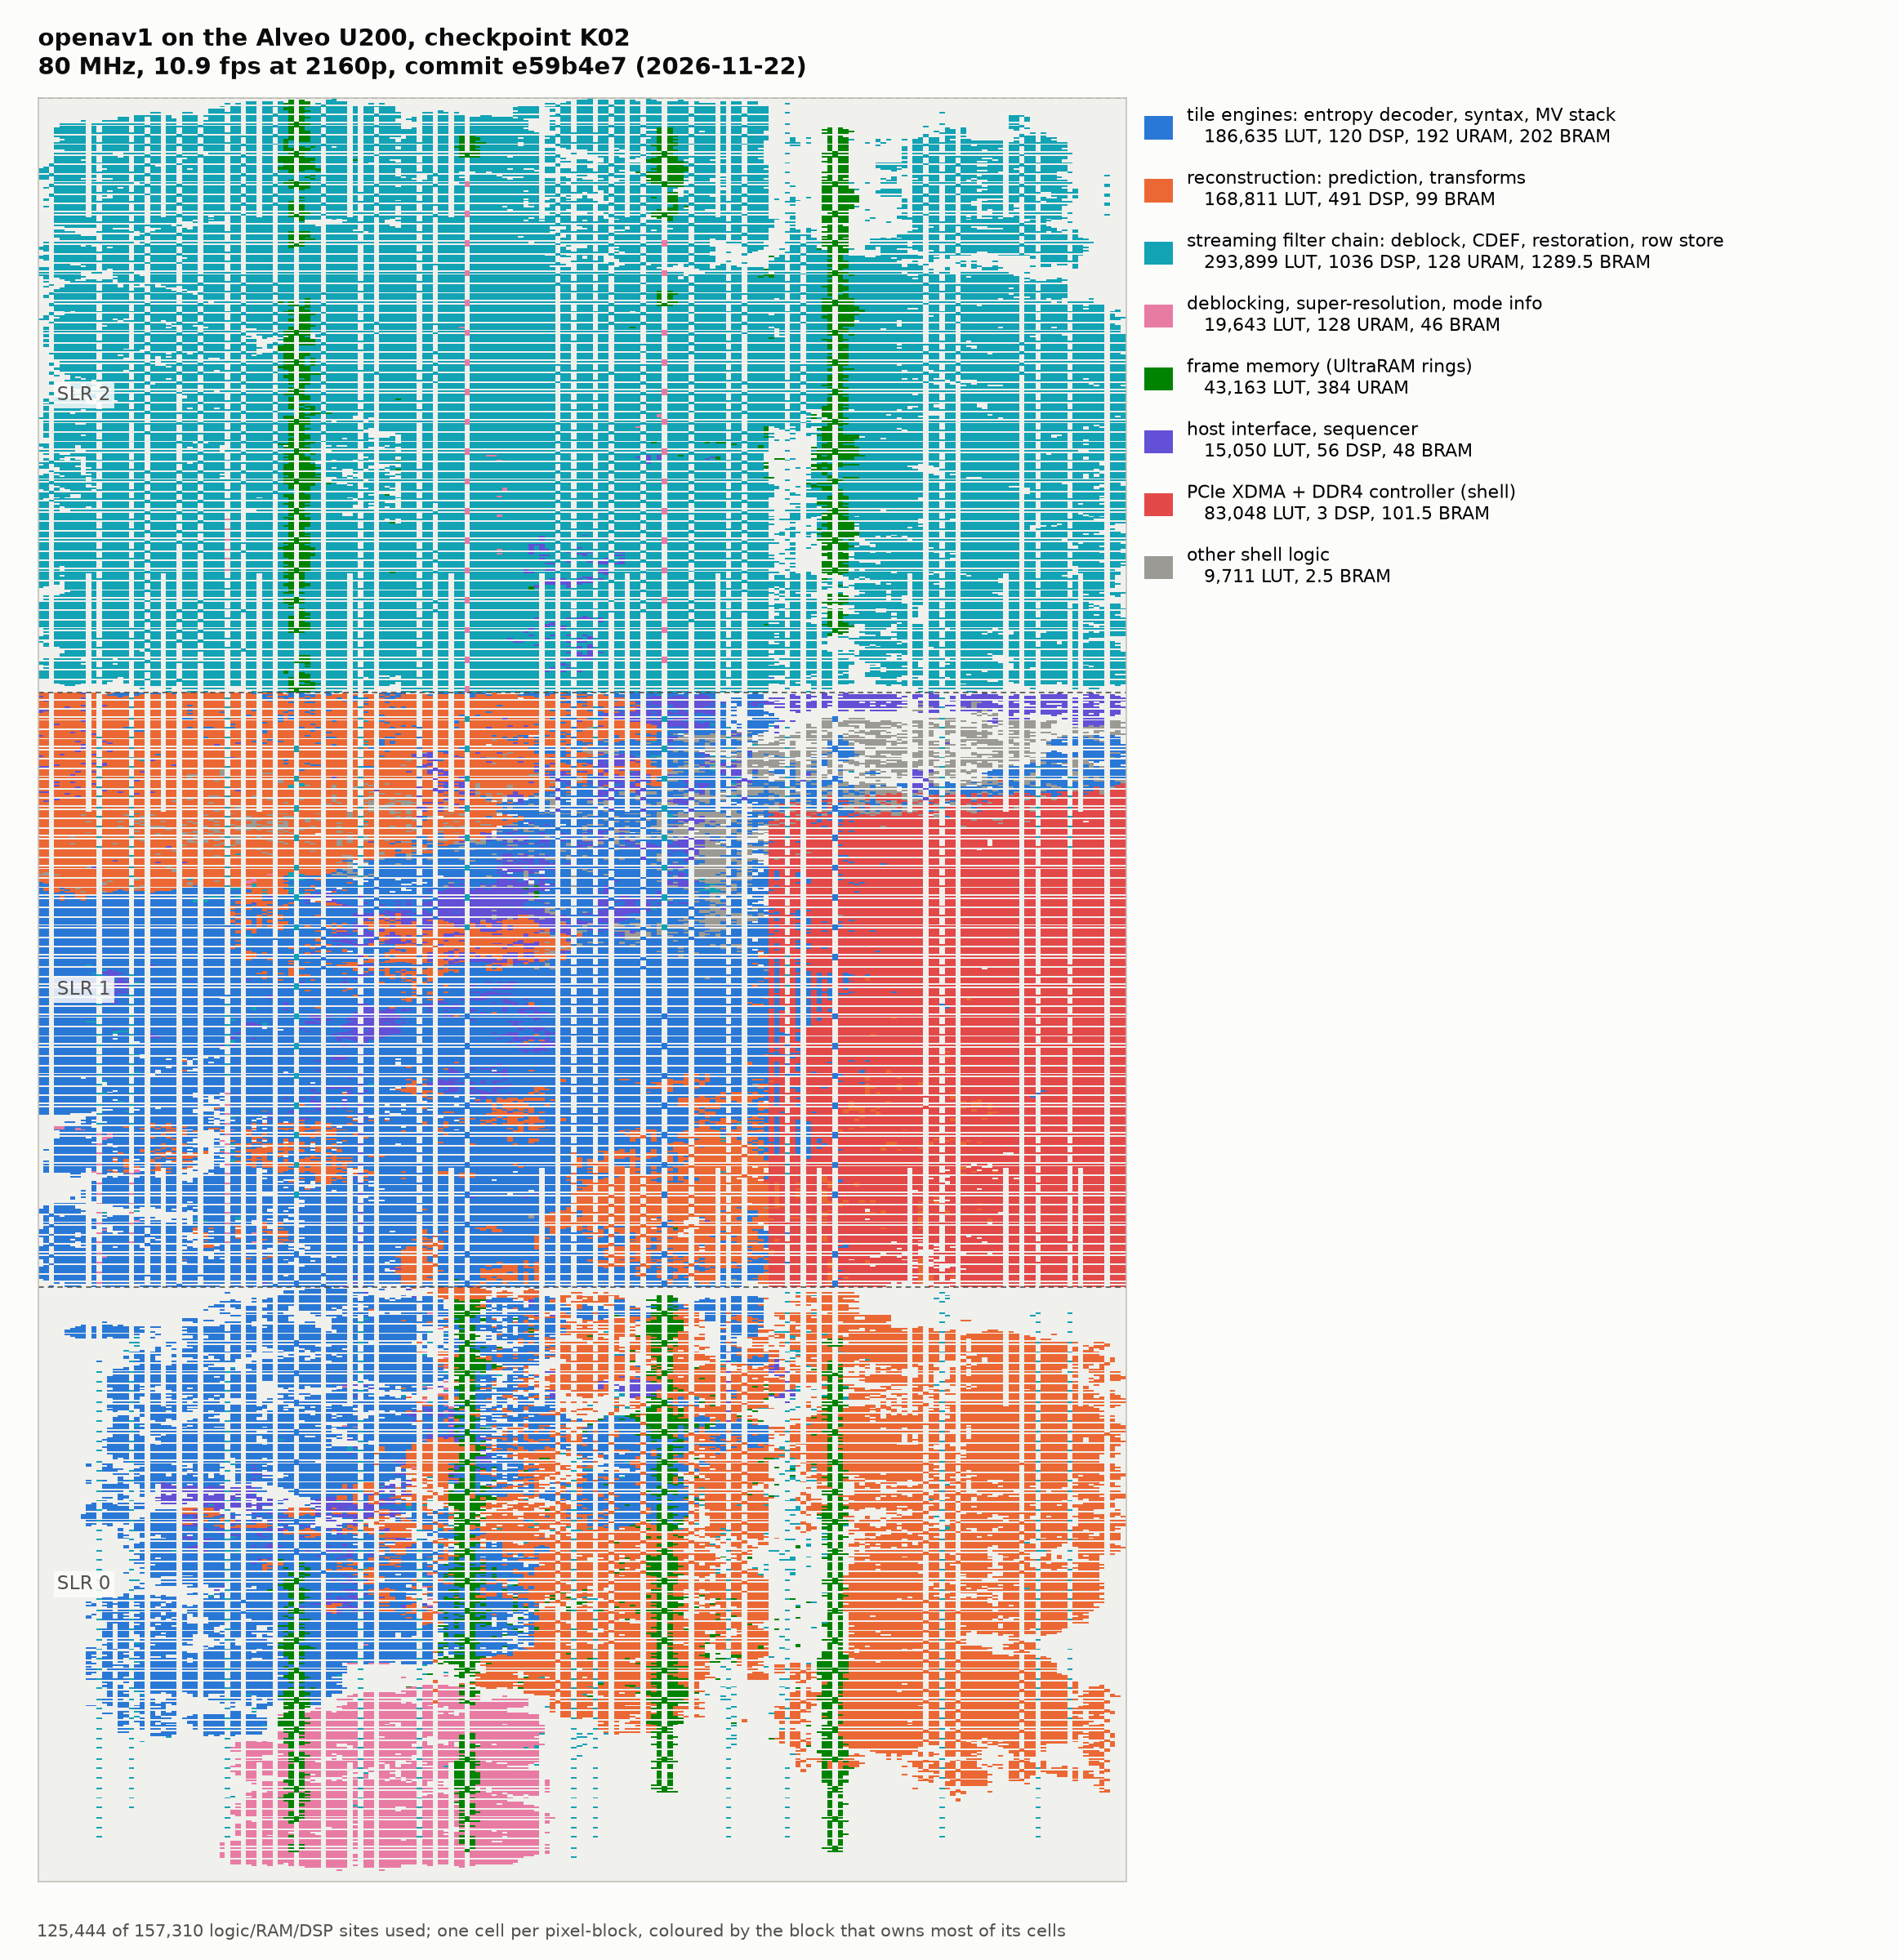 openav1 on the Alveo U200, checkpoint K02
80 MHz, 10.9 fps at 2160p, commit e59b4e7 (2026-11-22)
tile engines: entropy decoder, syntax, MV stack
186,635 LUT, 120 DSP, 192 URAM, 202 BRAM
reconstruction: prediction, transforms
168,811 LUT, 491 DSP, 99 BRAM
streaming filter chain: deblock, CDEF, restoration, row store
293,899 LUT, 1036 DSP, 128 URAM, 1289.5 BRAM
deblocking, super-resolution, mode info
19,643 LUT, 128 URAM, 46 BRAM
frame memory (UltraRAM rings)
43,163 LUT, 384 URAM
host interface, sequencer
15,050 LUT, 56 DSP, 48 BRAM
PCIe XDMA + DDR4 controller (shell)
83,048 LUT, 3 DSP, 101.5 BRAM
other shell logic
9,711 LUT, 2.5 BRAM
SLR 2
SLR 1
SLR 0
125,444 of 157,310 logic/RAM/DSP sites used; one cell per pixel-block, coloured by the block that owns most of its cells